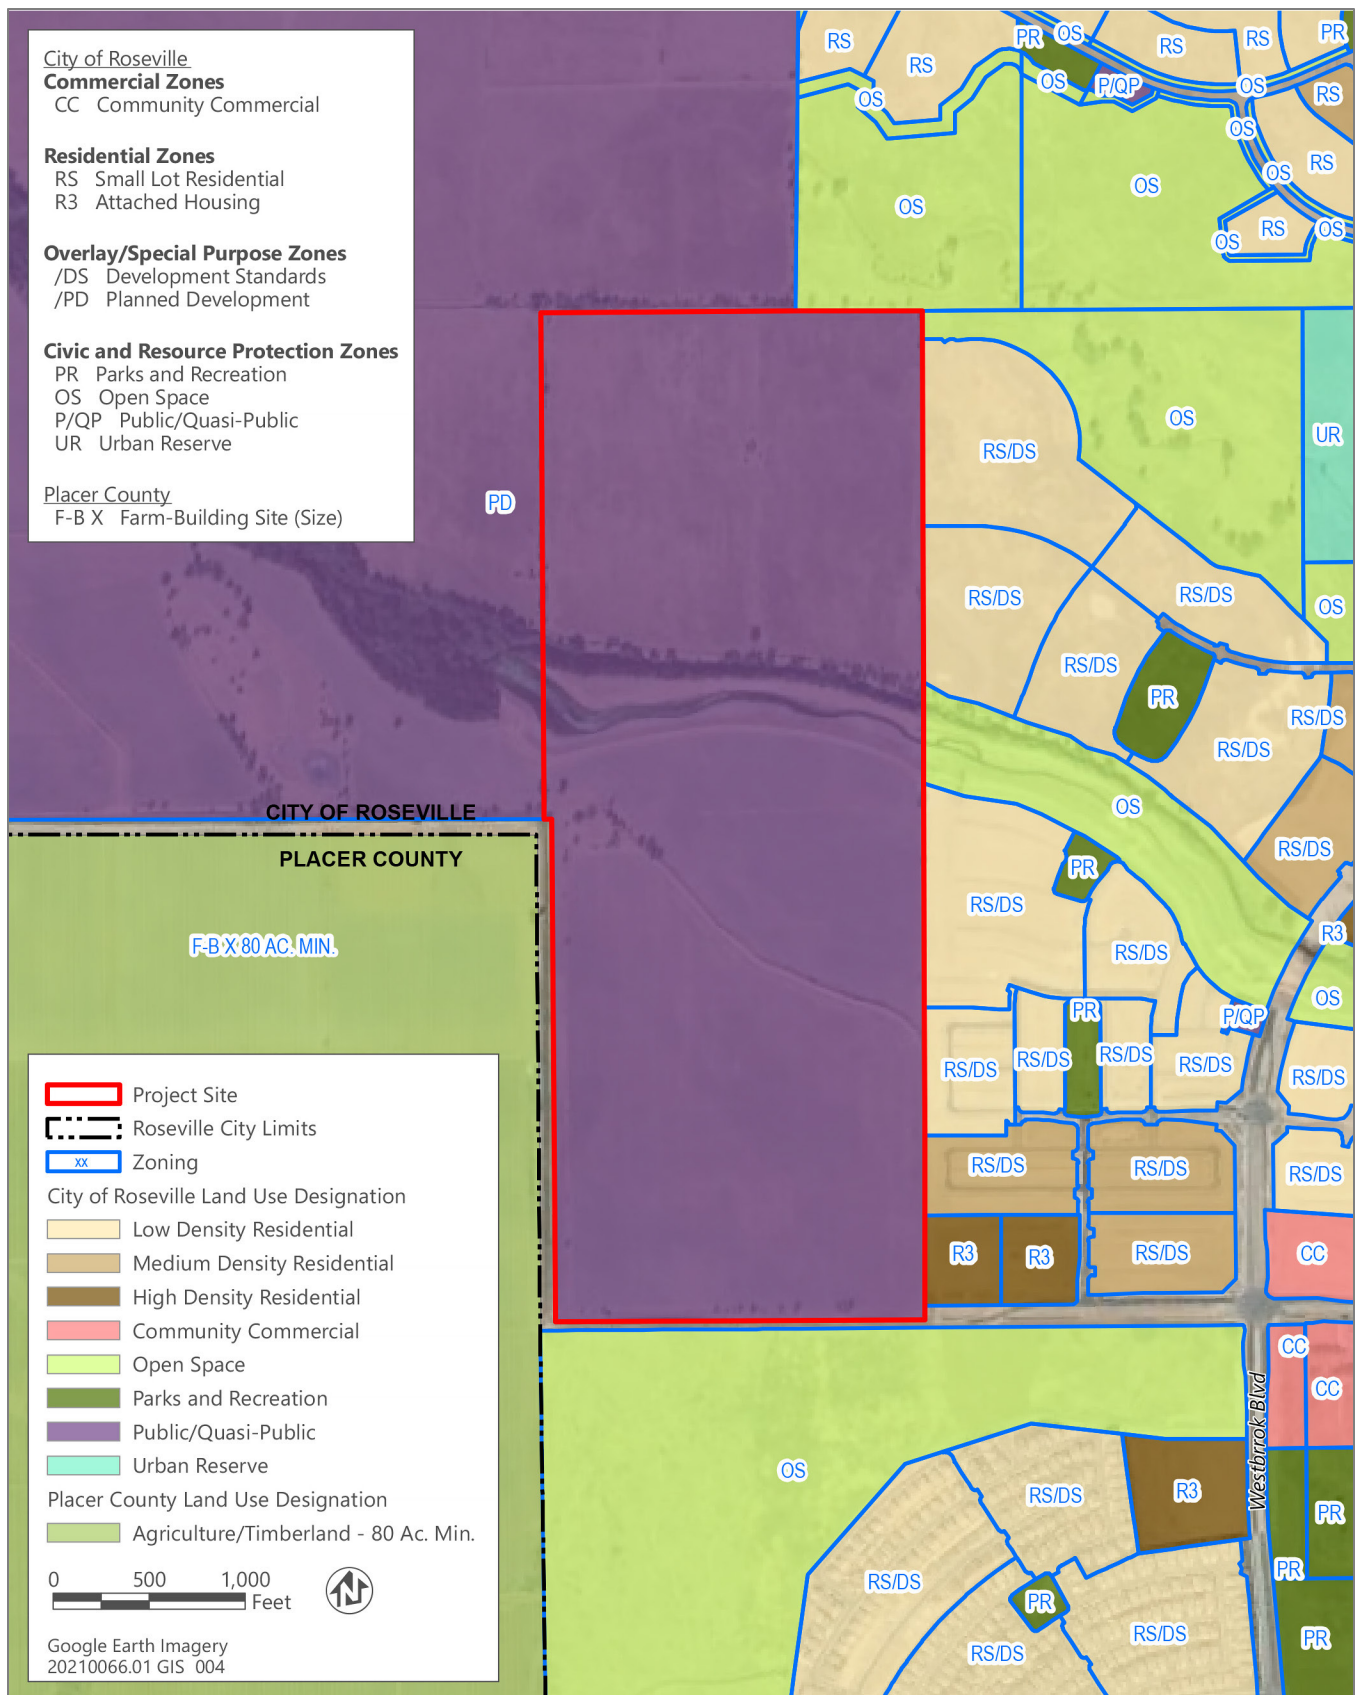 City of Roseville
Commercial Zones
CC Community Commercial
Residential Zones
RS Small Lot Residential
R3 Attached Housing
Overlay/Special Purpose Zones
/DS Development Standards
/PD Planned Development
Civic and Resource Protection Zones
PR Parks and Recreation
OS Open Space
P/QP Public/Quasi-Public
UR Urban Reserve
Placer County
F-B X Farm-Building Site (Size)
RS
RS
PR
OS
RS
RS
PR
OS
OS
P/QP
OS
RS
OS
OS
OS
RS
OS
RS
OS
OS
OS
RS/DS
OS
UR
PD
RS/DS
RS/DS
OS
RS/DS
PR
RS/DS
RS/DS
OS
CITY OF ROSEVILLE
PLACER COUNTY
F-B X 80 AC. MIN.
PR
RS/DS
RS/DS
RS/DS
R3
OS
PR
P/QP
RS/DS
RS/DS
RS/DS
RS/DS
RS/DS
RS/DS
RS/DS
RS/DS
R3
R3
RS/DS
CC
CC
CC
Westbrrok Blvd
OS
RS/DS
R3
PR
RS/DS
PR
PR
RS/DS
RS/DS
PR
Project Site
Roseville City Limits
xx Zoning
City of Roseville Land Use Designation
Low Density Residential
Medium Density Residential
High Density Residential
Community Commercial
Open Space
Parks and Recreation
Public/Quasi-Public
Urban Reserve
Placer County Land Use Designation
Agriculture/Timberland - 80 Ac. Min.
0 500 1,000
Feet
N
Google Earth Imagery
20210066.01 GIS 004